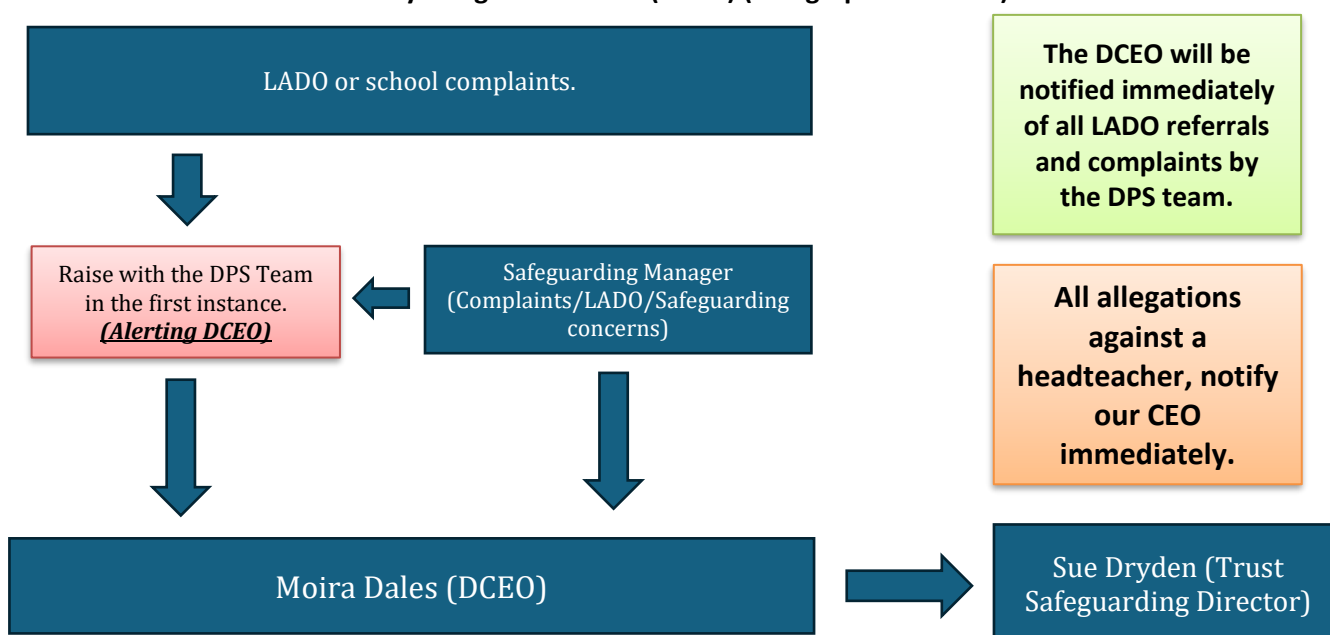 LADO or school complaints.
The DCEO will be
notified immediately
of all LADO referrals
and complaints by
the DPS team.
Raise with the DPS Team
in the first instance.
(Alerting DCEO)
Safeguarding Manager
(Complaints/LADO/Safeguarding
concerns)
All allegations
against a
headteacher, notify
our CEO
immediately.
Moira Dales (DCEO)
Sue Dryden (Trust
Safeguarding Director)